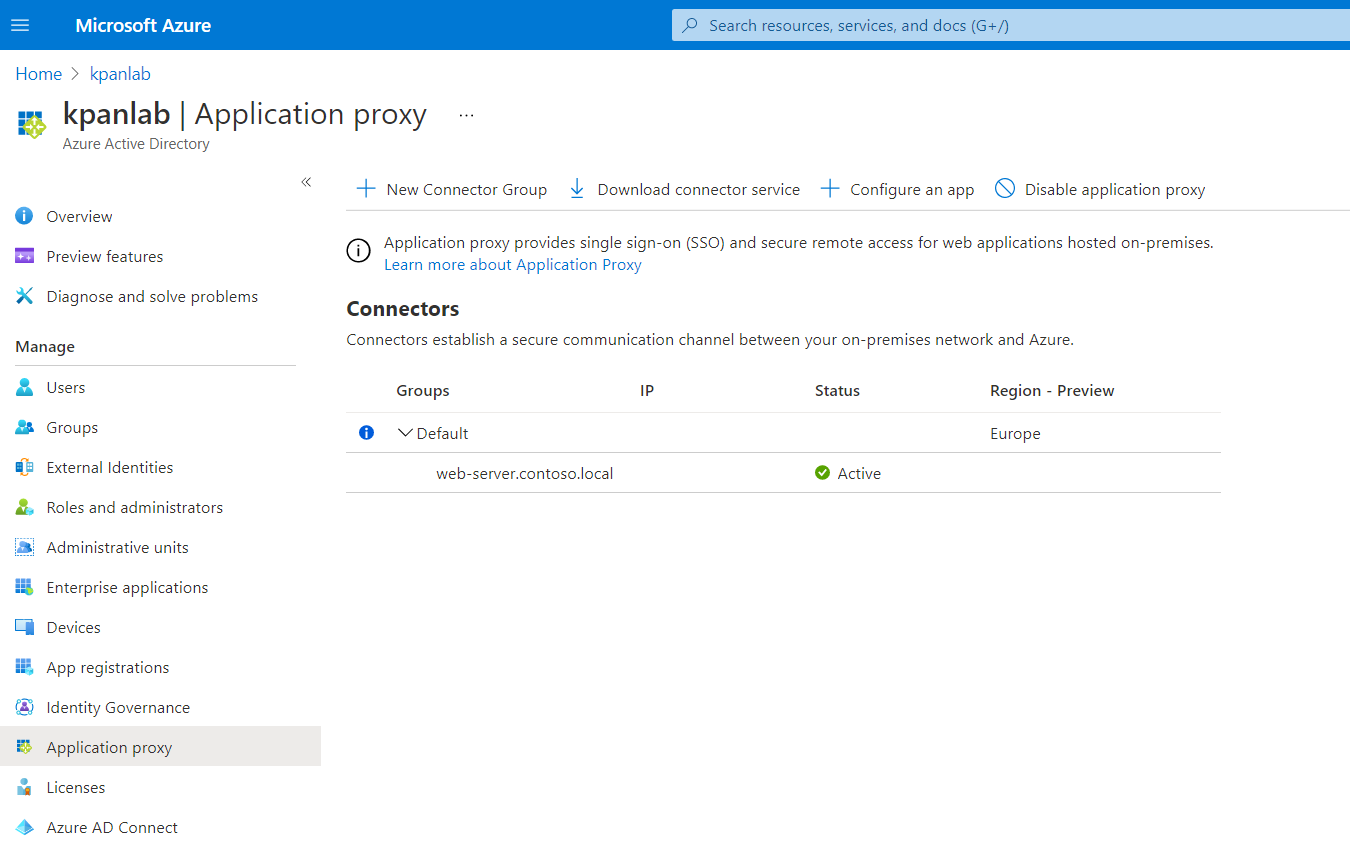 Microsoft Azure
Search resources, services, and docs (G+/)
Home > kpanlab
kpanlab | Application proxy ...
Azure Active Directory
«
New Connector Group Download connector service Configure an app Disable application proxy
Overview
Preview features
Diagnose and solve problems
Manage
Users
Groups
External Identities
Roles and administrators
Administrative units
Enterprise applications
Devices
App registrations
Identity Governance
Application proxy
Licenses
Azure AD Connect
Application proxy provides single sign-on (SSO) and secure remote access for web applications hosted on-premises.
Learn more about Application Proxy
Connectors
Connectors establish a secure communication channel between your on-premises network and Azure.
Groups IP Status Region - Preview
Default Europe
web-server.contoso.local Active